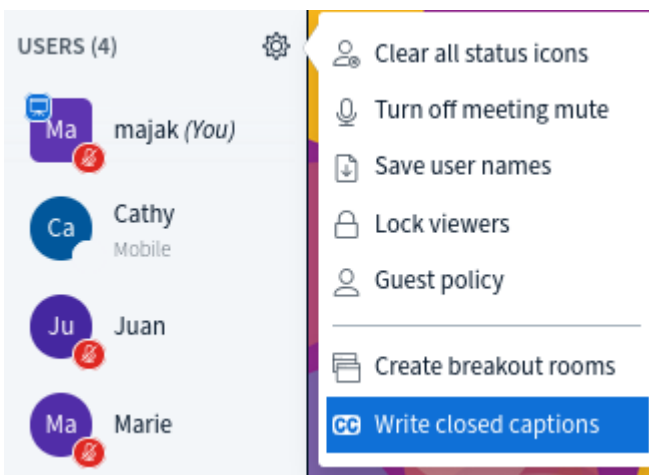 USERS (4)
Ma
majak (You)
Ca
Cathy
Mobile
Ju
Juan
Ma
Marie
Clear all status icons
Turn off meeting mute
Save user names
Lock viewers
Guest policy
Create breakout rooms
CC Write closed captions